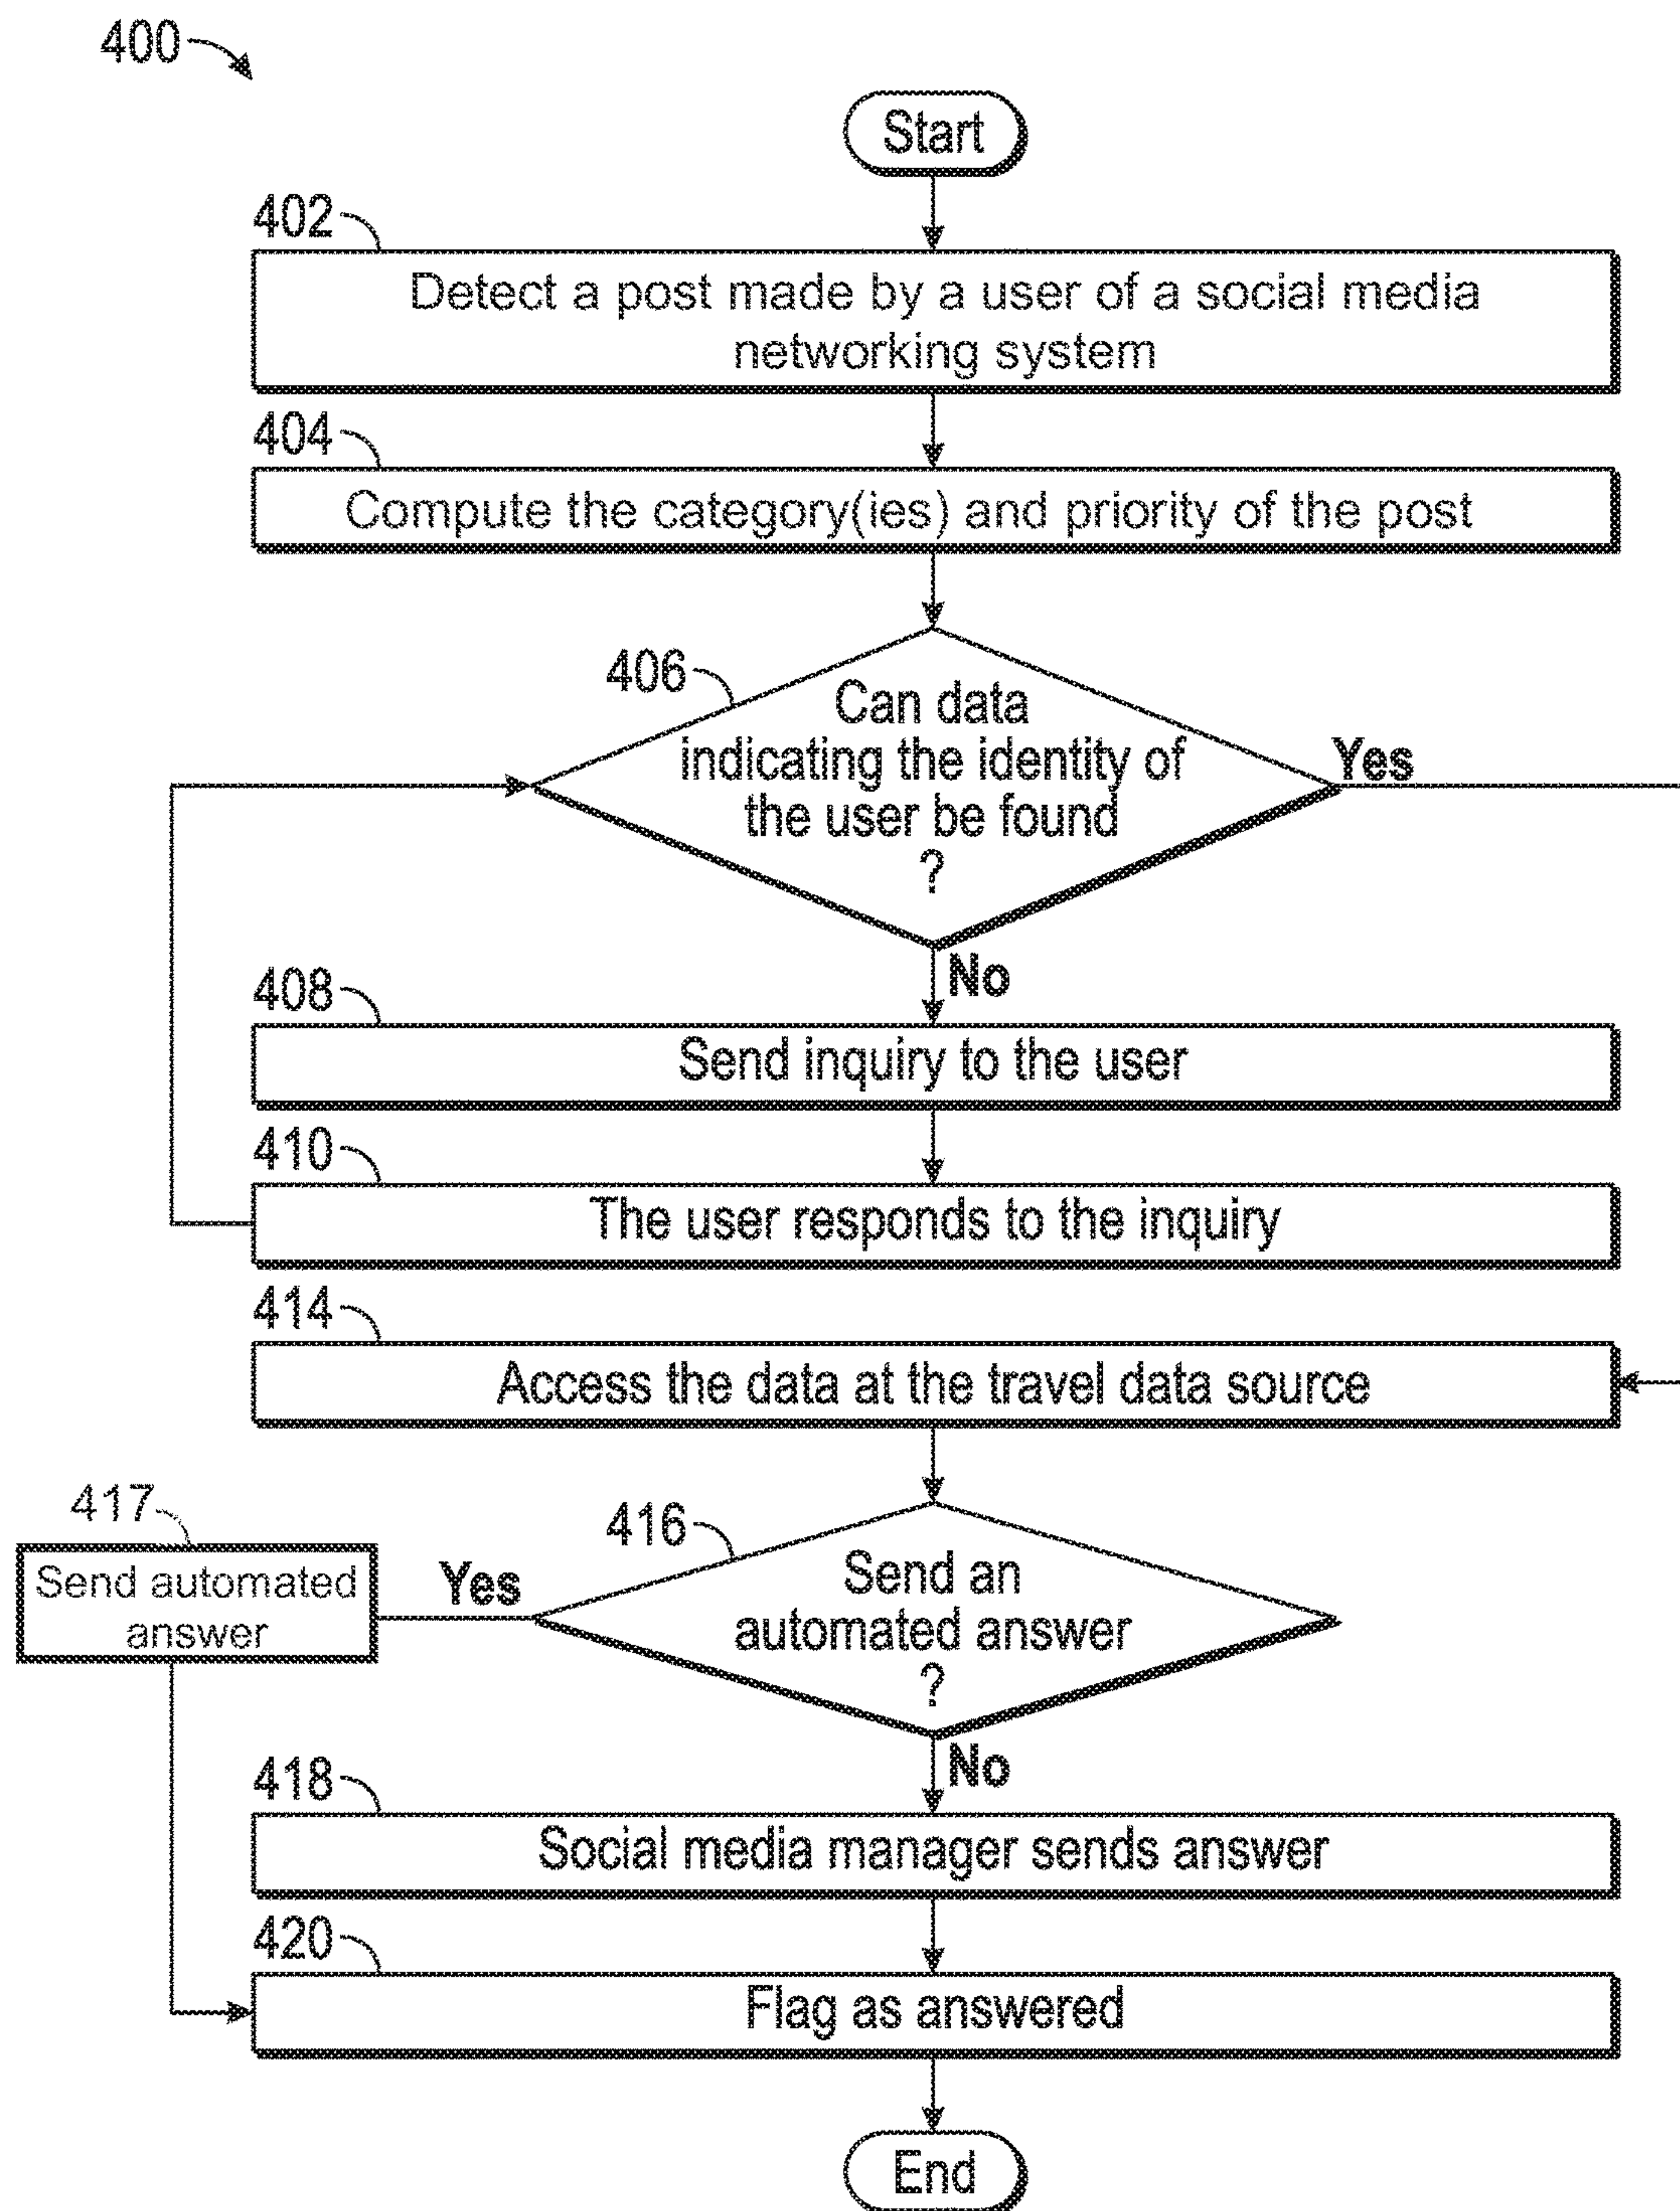 400
Start
402
Detect a post made by a user of a social media
networking system
404
Compute the category(ies) and priority of the post
406
Can data
indicating the identity of
the user be found
?
Yes
No
408
Send inquiry to the user
410
The user responds to the inquiry
414
Access the data at the travel data source
417
Send automated
answer
Yes
416
Send an
automated answer
?
No
418
Social media manager sends answer
420
Flag as answered
End